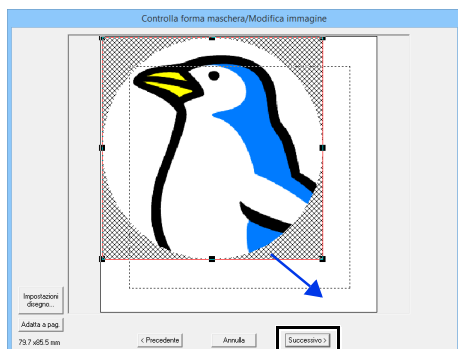 Controlla forma maschera/Modifica immagine
Impostazioni
disegno...
Adatta a pag.
79.7 x85.5 mm
< Precedente
Annulla
Successivo >